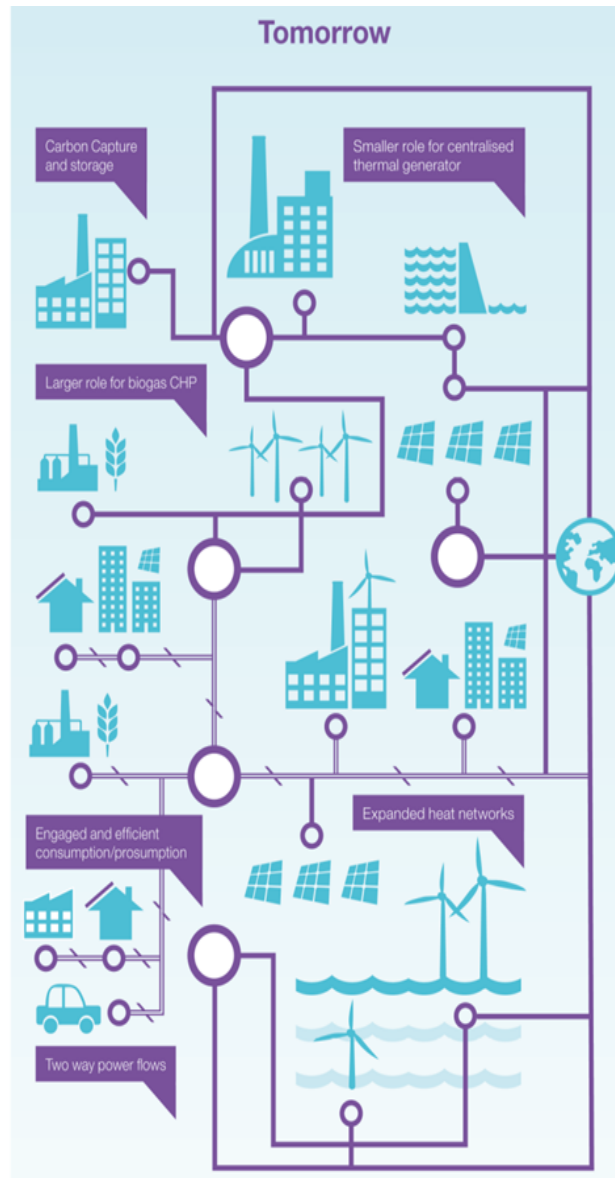 Tomorrow
Carbon Capture
and storage
Smaller role for centralised
thermal generator
Larger role for biogas CHP
Expanded heat networks
Engaged and efficient
consumption/prosumption
Two way power flows